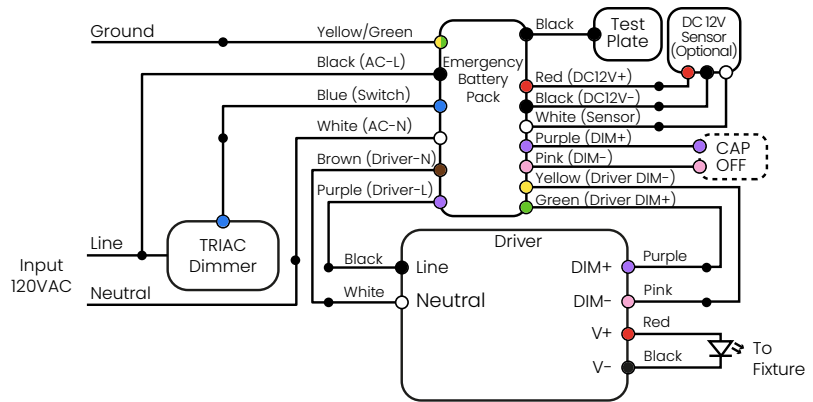 Ground
Yellow/Green
Black (AC-L)
Blue (Switch)
White (AC-N)
Brown (Driver-N)
Purple (Driver-L)
Emergency
Battery
Pack
Black
Test
Plate
DC 12V
Sensor
(Optional)
Red (DC12V+)
Black (DC12V-)
White (Sensor)
Purple (DIM+)
Pink (DIM-)
Yellow (Driver DIM-)
Green (Driver DIM+)
CAP
OFF
Input
120VAC
Line
Neutral
TRIAC
Dimmer
Black
White
Driver
Line
Neutral
DIM+
DIM-
V+
V-
Purple
Pink
Red
Black
To
Fixture